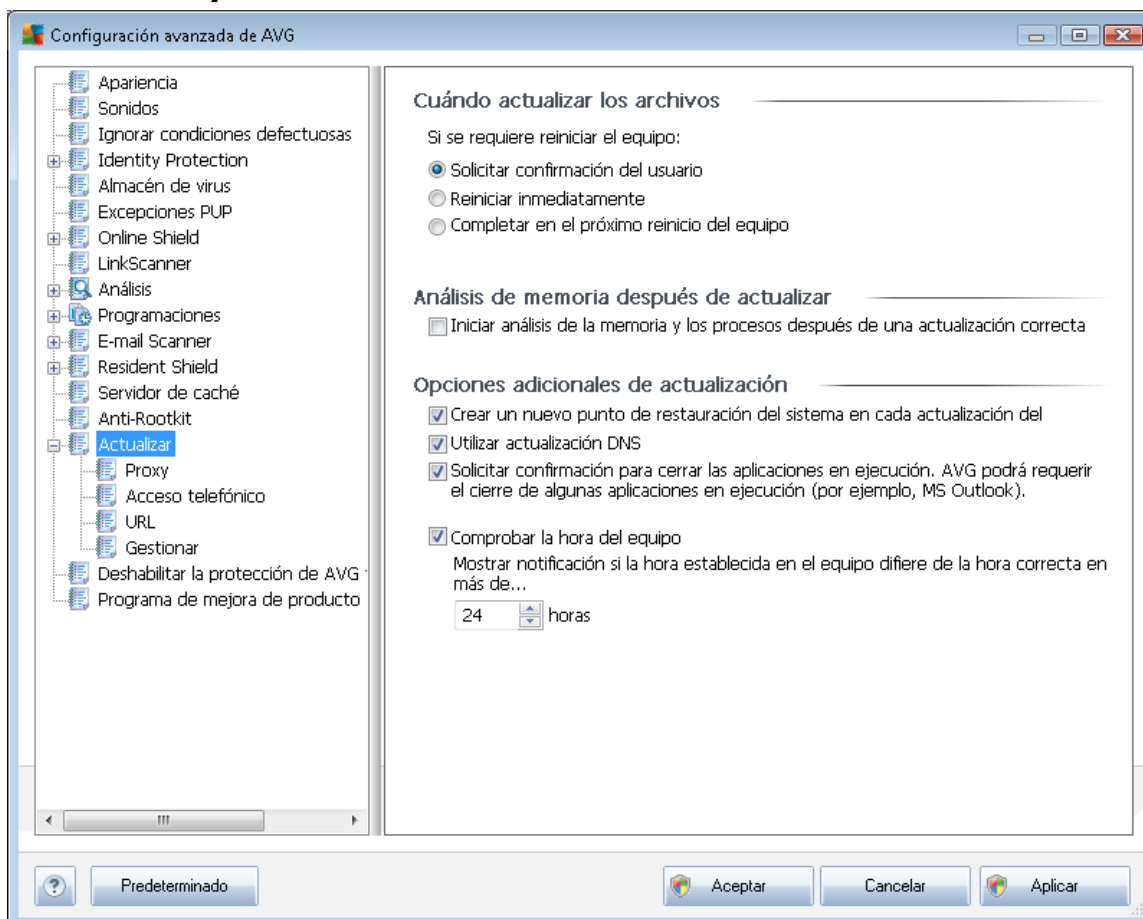 Configuración avanzada de AVG
Apariencia
Sonidos
Ignorar condiciones defectuosas
Identity Protection
Almacén de virus
Excepciones PUP
Online Shield
LinkScanner
Análisis
Programaciones
E-mail Scanner
Resident Shield
Servidor de caché
Anti-Rootkit
Actualizar
Proxy
Acceso telefónico
URL
Gestionar
Deshabilitar la protección de AVG
Programa de mejora de producto
Cuándo actualizar los archivos
Si se requiere reiniciar el equipo:
Solicitar confirmación del usuario
Reiniciar inmediatamente
Completar en el próximo reinicio del equipo
Análisis de memoria después de actualizar
Iniciar análisis de la memoria y los procesos después de una actualización correcta
Opciones adicionales de actualización
Crear un nuevo punto de restauración del sistema en cada actualización del
Utilizar actualización DNS
Solicitar confirmación para cerrar las aplicaciones en ejecución. AVG podrá requerir
el cierre de algunas aplicaciones en ejecución (por ejemplo, MS Outlook).
Comprobar la hora del equipo
Mostrar notificación si la hora establecida en el equipo difiere de la hora correcta en
más de...
24 horas
? Predeterminado Aceptar Cancelar Aplicar